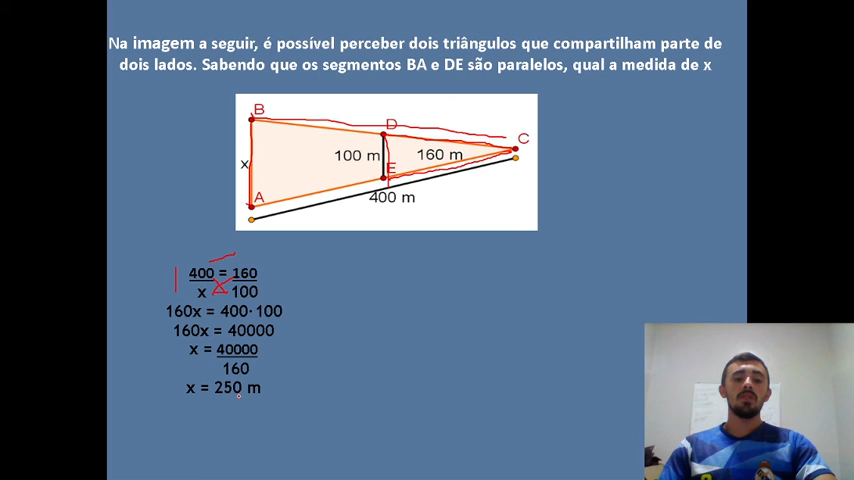 Na imagem a seguir, é possível perceber dois triângulos que compartilham parte de
dois lados. Sabendo que os segmentos BA e DE são paralelos, qual a medida de x
B
D
C
100 m
160 m
x
E
A
400 m
400 = 160
x 100
160x = 400·100
160x = 40000
x = 40000
160
x = 250 m